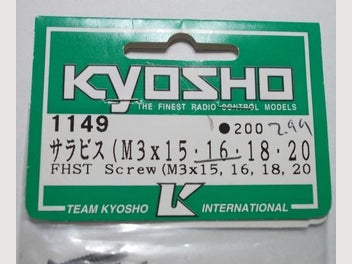 KYOSHO
THE FINEST RADIO CONTROL MODELS
1149 ●200 2.99
サラビス(M3x15・16・18・20
FHST Screw(M3x15, 16, 18, 20
TEAM KYOSHO K INTERNATIONAL